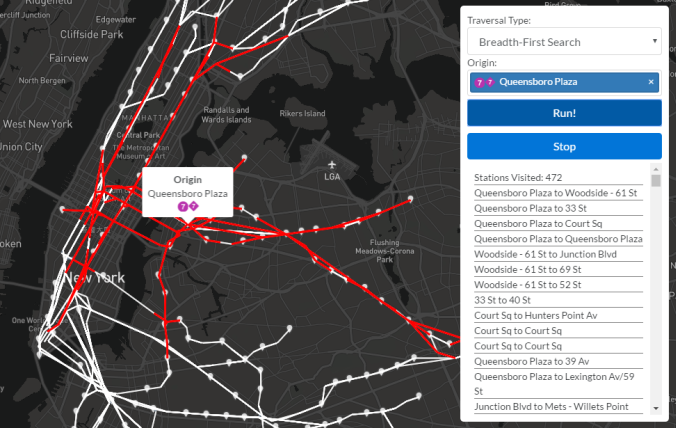 Ridgefield
Bird Grove
ercliff Junction
Edgewater
Cliffside Park
Fairview
North Bergen
West New York
Union City
MANHATTA
Central Park
The Metropolitan
Museum of Art
Randalls and
Wards Islands
Rikers Island
LGA
Flushing
Meadows-Corona
Park
New York
One World
Origin
Queensboro Plaza
7 7
Traversal Type:
Breadth-First Search
Origin:
7 7 Queensboro Plaza ×
Run!
Stop
Stations Visited: 472
Queensboro Plaza to Woodside - 61 St
Queensboro Plaza to 33 St
Queensboro Plaza to Court Sq
Queensboro Plaza to Queensboro Plaza
Woodside - 61 St to Junction Blvd
Woodside - 61 St to 69 St
Woodside - 61 St to 52 St
33 St to 40 St
Court Sq to Hunters Point Av
Court Sq to Court Sq
Court Sq to Court Sq
Queensboro Plaza to 39 Av
Queensboro Plaza to Lexington Av/59
St
Junction Blvd to Mets - Willets Point